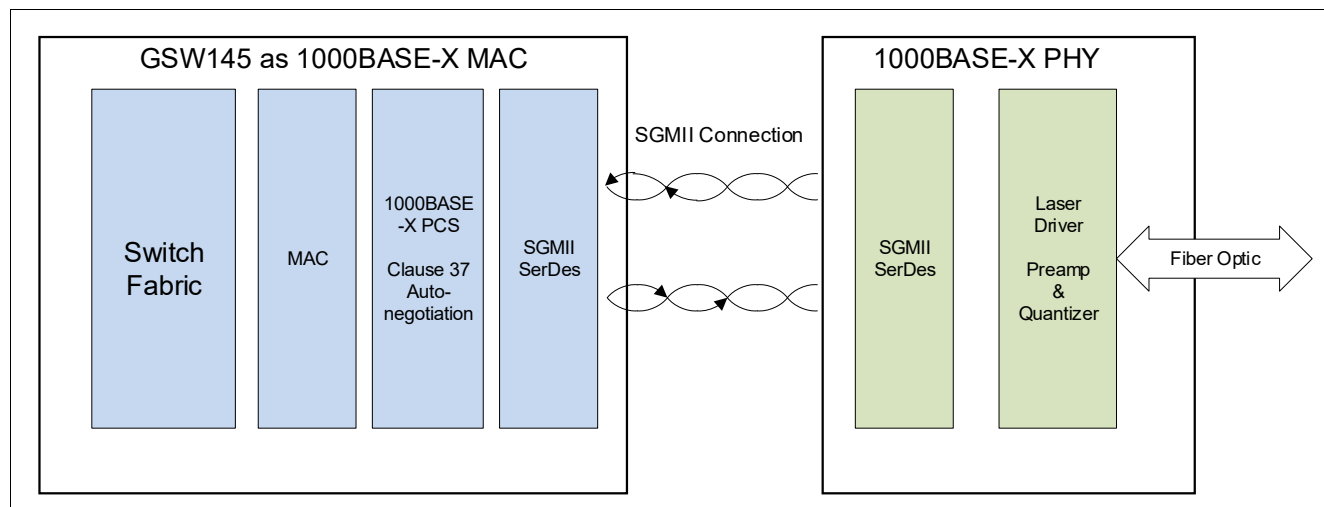 GSW145 as 1000BASE-X MAC
Switch
Fabric
MAC
1000BASE
-X PCS
Clause 37
Auto-
negotiation
SGMII
SerDes
SGMII Connection
1000BASE-X PHY
SGMII
SerDes
Laser
Driver
Preamp
&
Quantizer
Fiber Optic